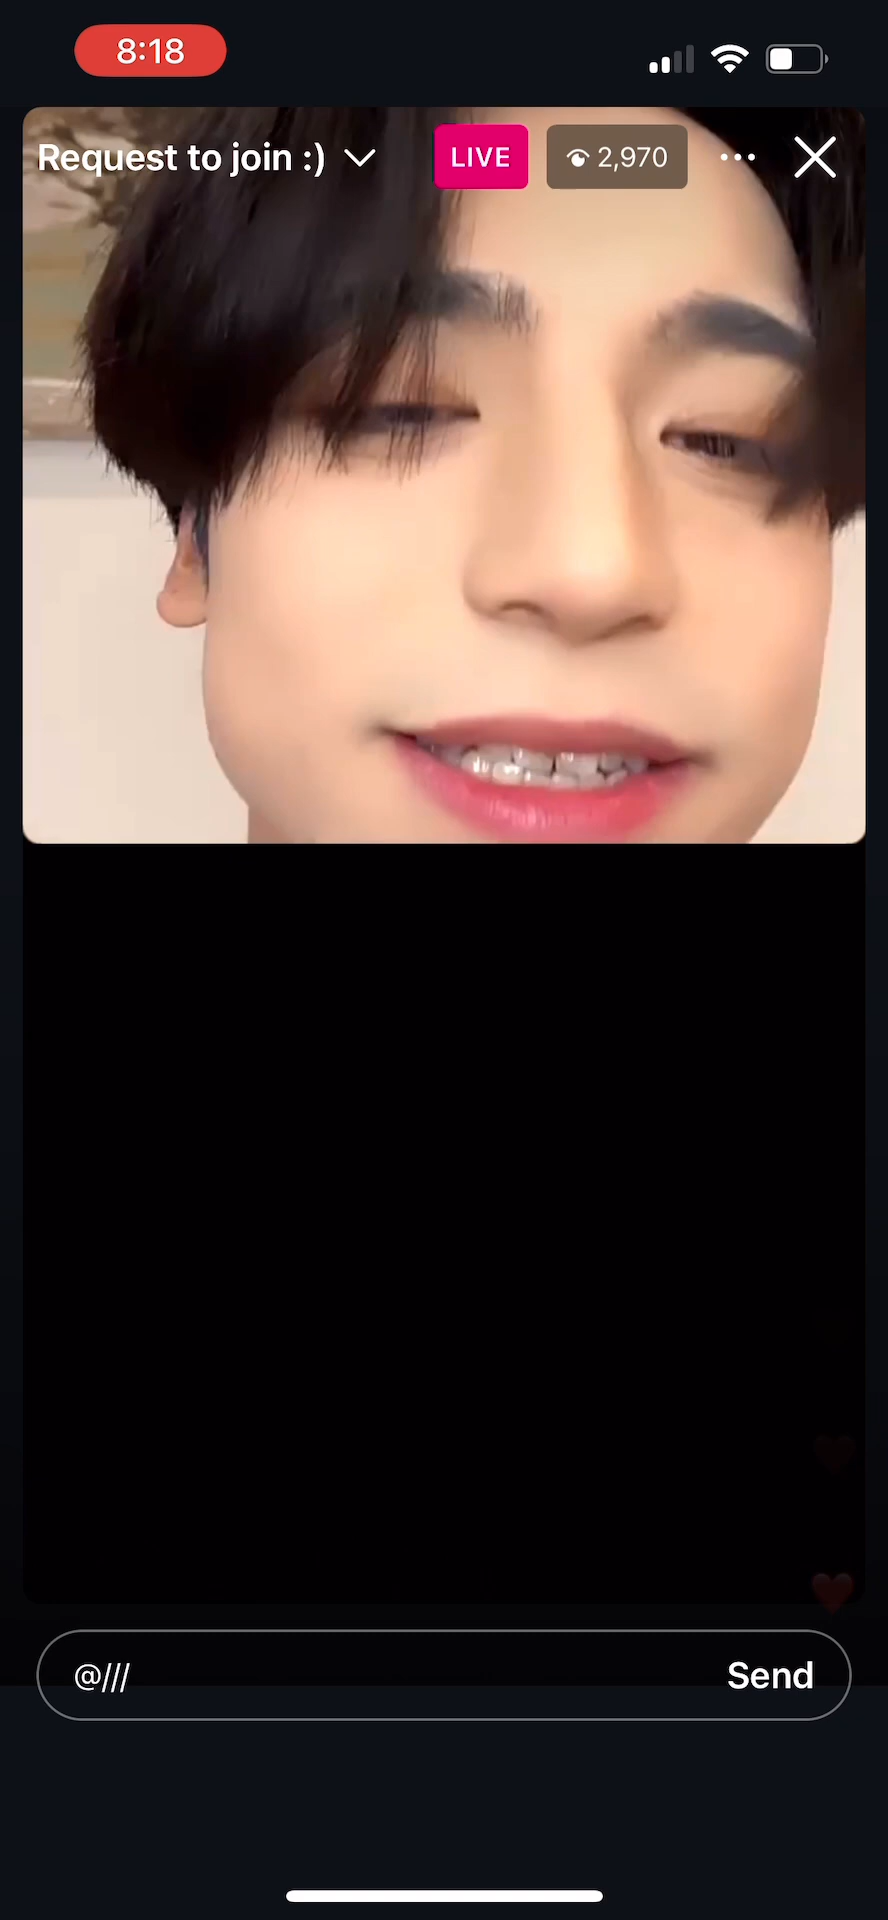 8:18
Request to join :)
LIVE
2,970
@///
Send